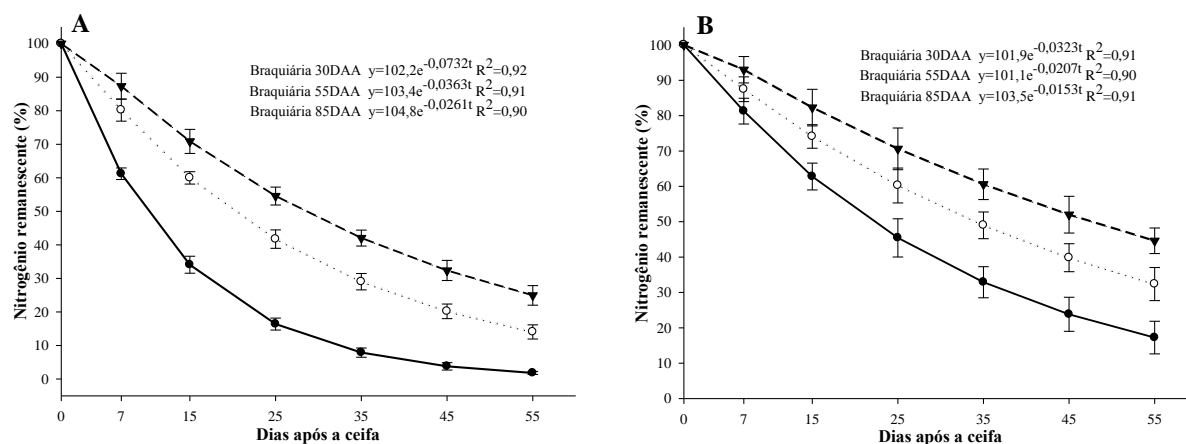 A
Braquiária 30DAA y=102,2e-0,0732t R2=0,92
Braquiária 55DAA y=103,4e-0,0363t R2=0,91
Braquiária 85DAA y=104,8e-0,0261t R2=0,90
Nitrogênio remanescente (%)
100
90
80
70
60
50
40
30
20
10
0
0 7 15 25 35 45 55
Dias após a ceifa
B
Braquiária 30DAA y=101,9e-0,0323t R2=0,91
Braquiária 55DAA y=101,1e-0,0207t R2=0,90
Braquiária 85DAA y=103,5e-0,0153t R2=0,91
Nitrogênio remanescente (%)
100
90
80
70
60
50
40
30
20
10
0
0 7 15 25 35 45 55
Dias após a ceifa